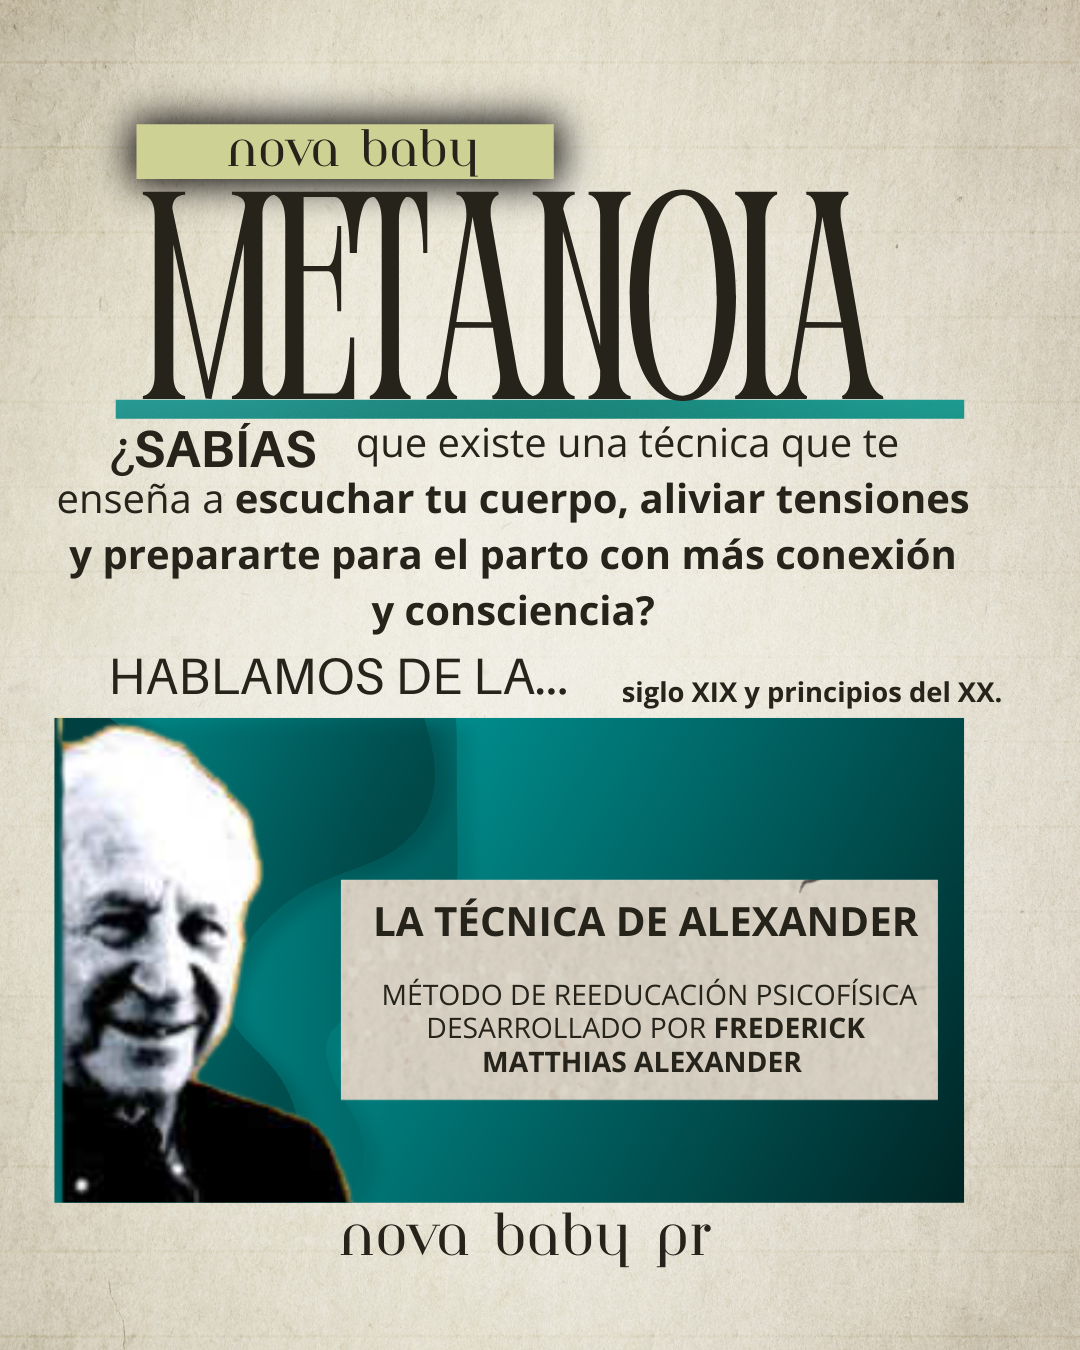 nova baby
METANOIA
¿SABÍAS que existe una técnica que te
enseña a escuchar tu cuerpo, aliviar tensiones
y prepararte para el parto con más conexión
y consciencia?
HABLAMOS DE LA...
siglo XIX y principios del XX.
LA TÉCNICA DE ALEXANDER
MÉTODO DE REEDUCACIÓN PSICOFÍSICA
DESARROLLADO POR FREDERICK
MATTHIAS ALEXANDER
nova baby pr